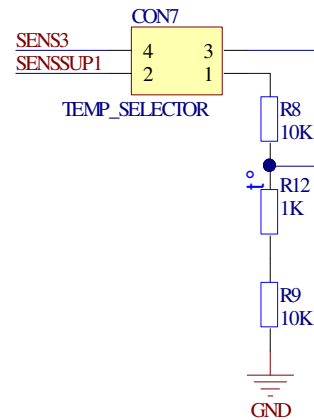 CON7
SENS3
4 3
SENSSUP1
2 1
TEMP_SELECTOR
R8
10K
t°
R12
1K
R9
10K
GND